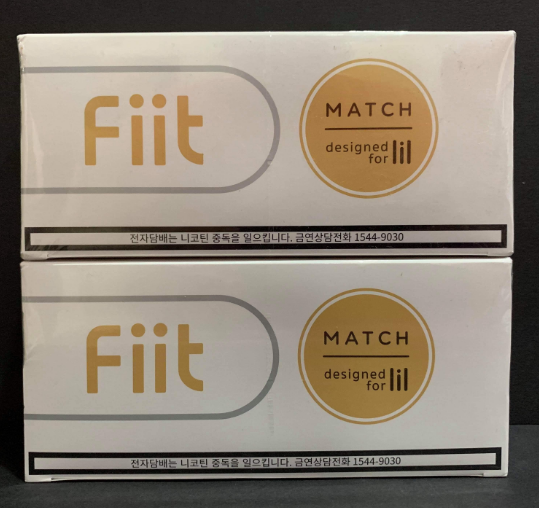 Fiit
MATCH
designed
for lil
전자담배는 니코틴 중독을 일으킵니다. 금연상담전화 1544-9030
Fiit
MATCH
designed
for lil
전자담배는 니코틴 중독을 일으킵니다. 금연상담전화 1544-9030